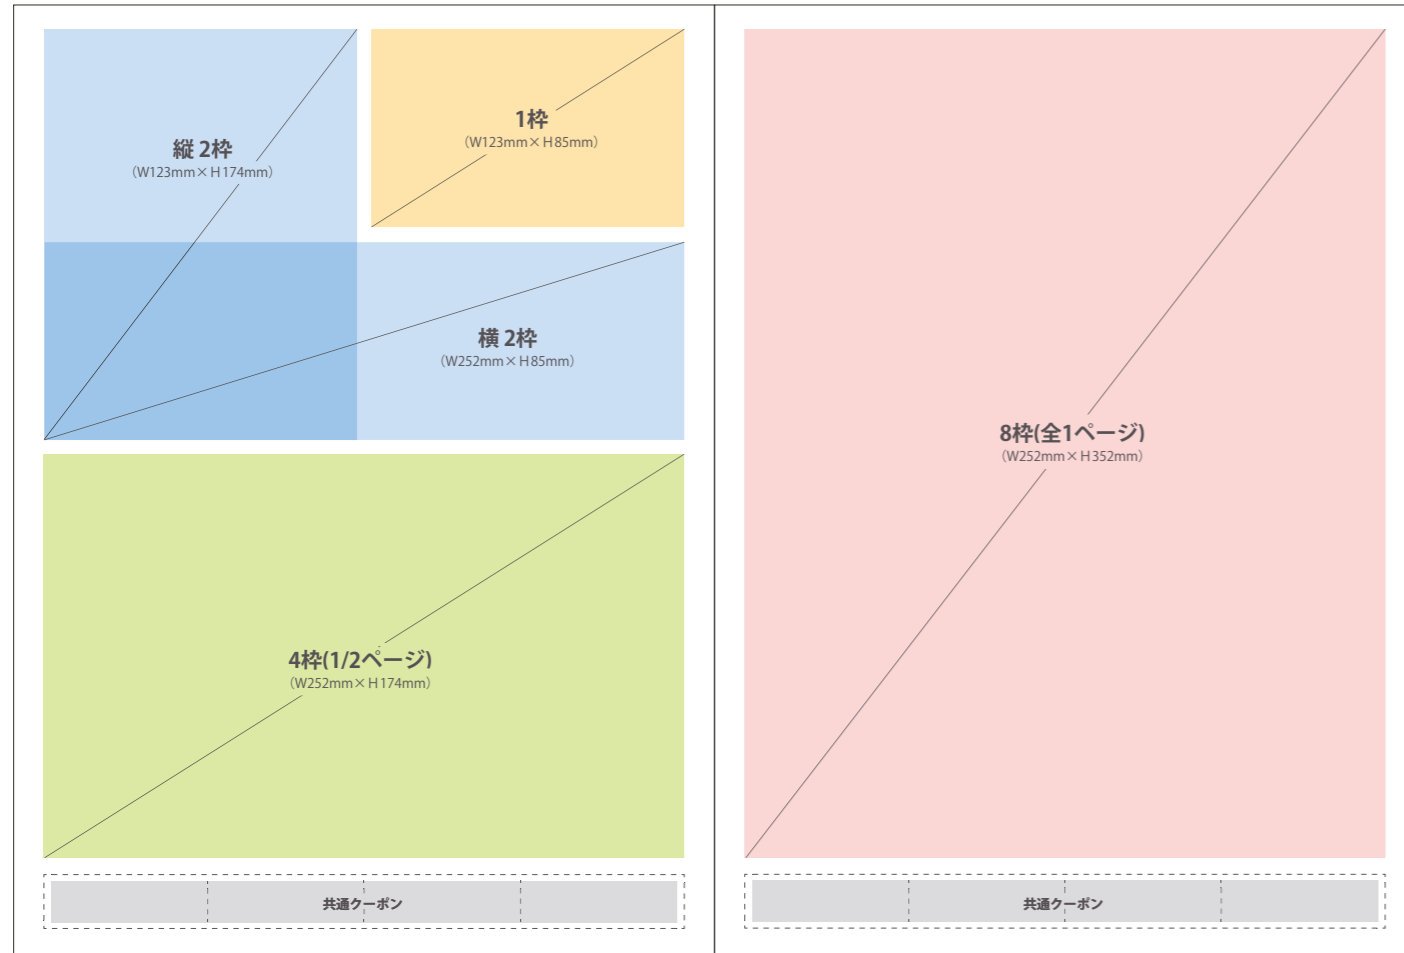 縦 2枠
（W123mm×H174mm）
1枠
（W123mm×H85mm）
横 2枠
（W252mm×H85mm）
4枠(1/2ページ)
（W252mm×H174mm）
共通クーポン
8枠(全1ページ)
（W252mm×H352mm）
共通クーポン